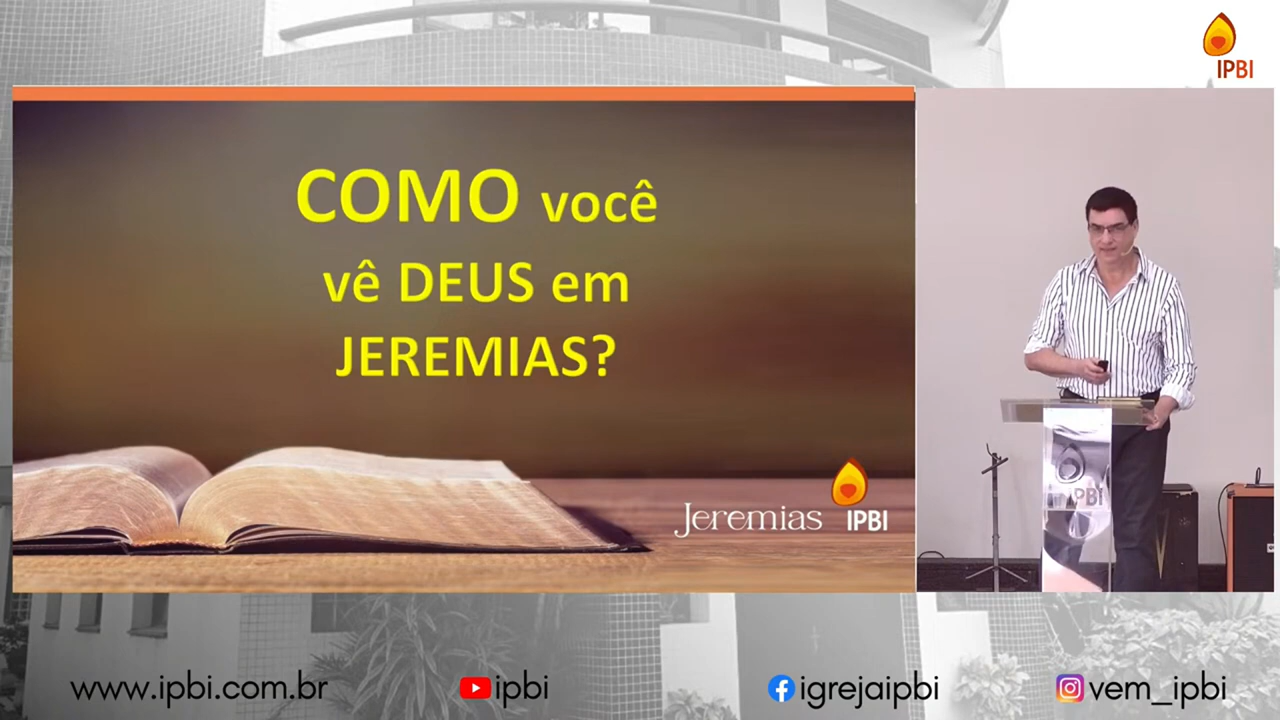 IPBI
COMO você
vê DEUS em
JEREMIAS?
Jeremias IPBI
IPBI
www.ipbi.com.br
ipbi
igrejaipbi
vem_ipbi